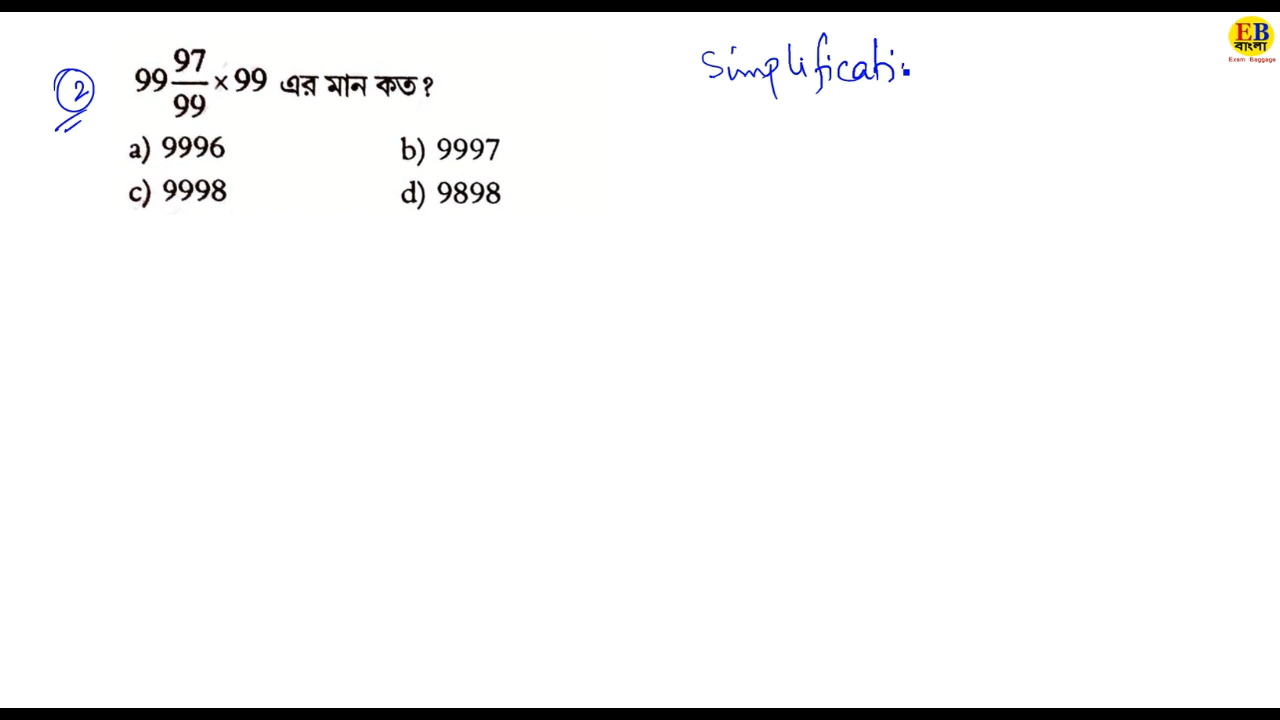 Simplificati
EB
বাংলা
Exam Baggage
2
99 97/99 × 99 এর মান কত ?
a) 9996 b) 9997
c) 9998 d) 9898